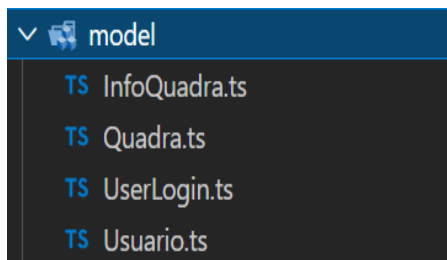 model
TS InfoQuadra.ts
TS Quadra.ts
TS UserLogin.ts
TS Usuario.ts